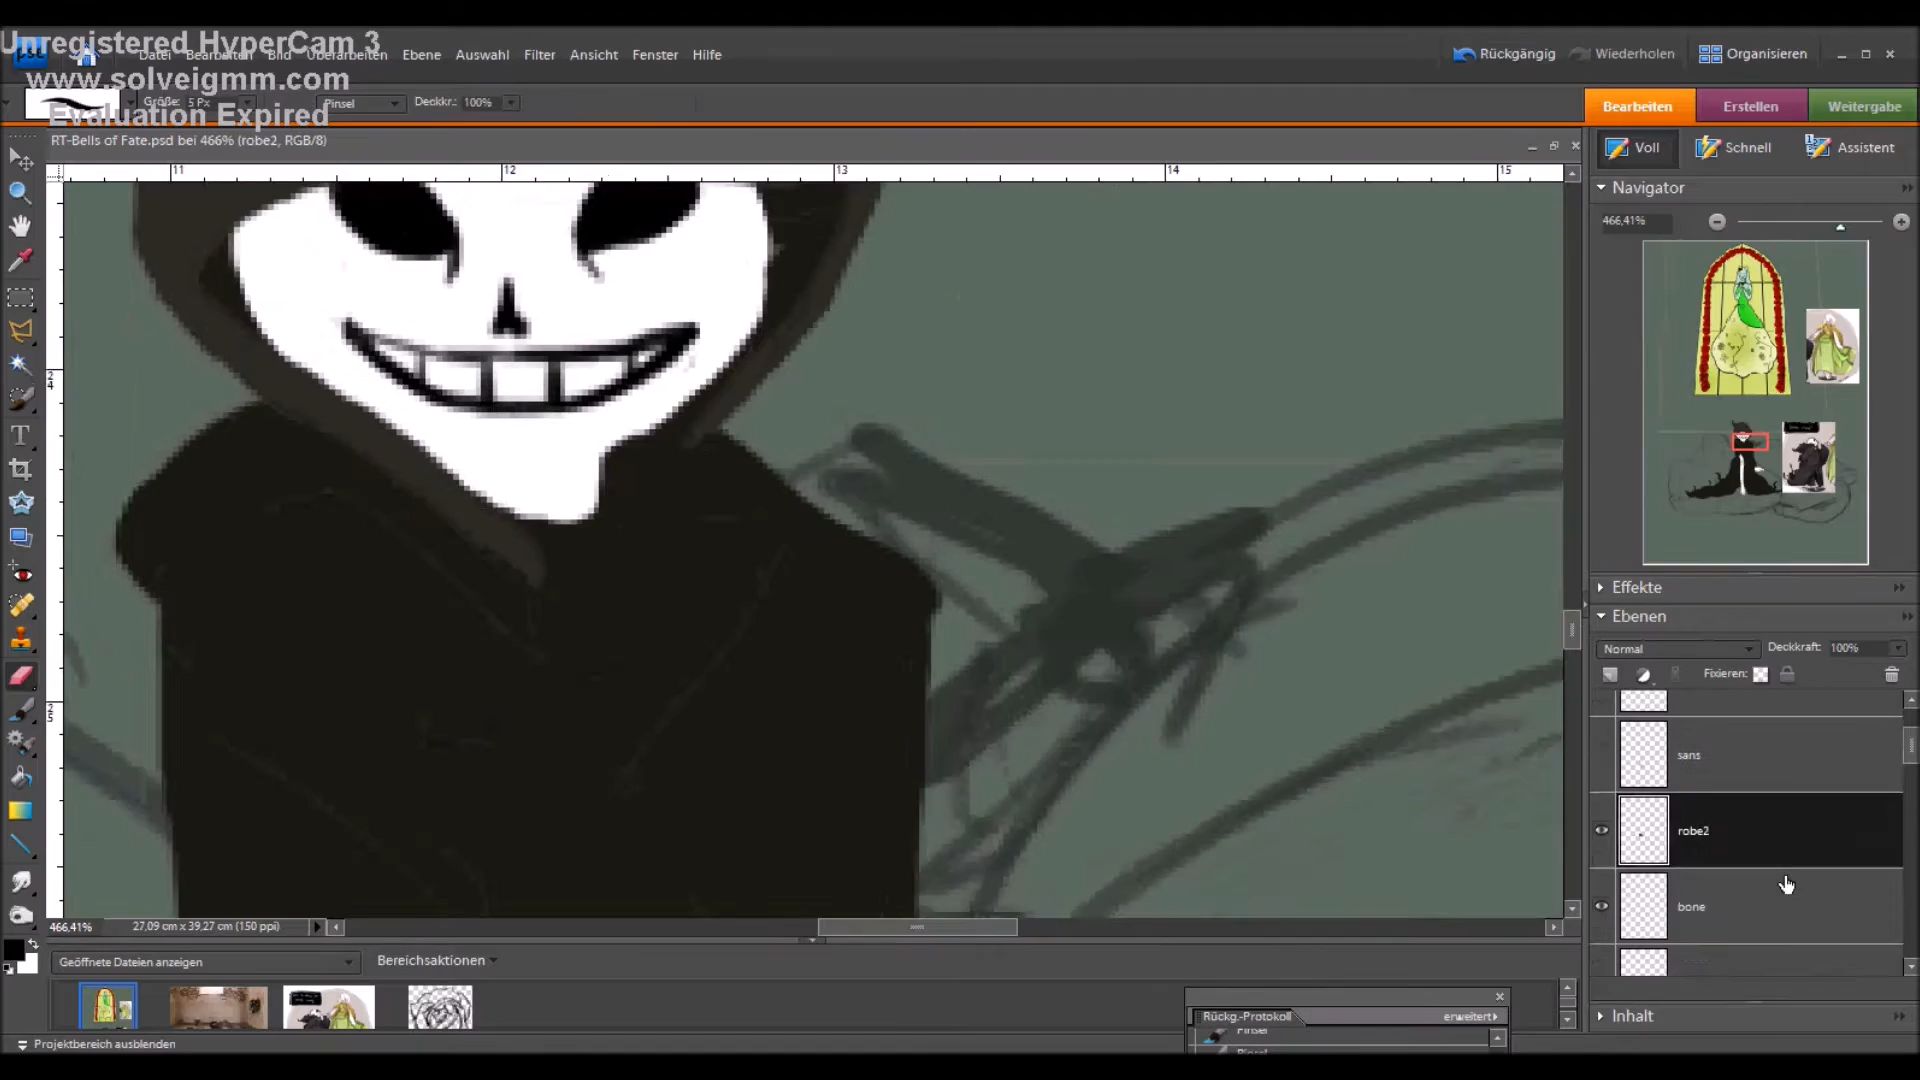 Unregistered HyperCam 3
pse Datei Bearbeiten Bild Überarbeiten Ebene Auswahl Filter Ansicht Fenster Hilfe Rückgängig Wiederholen Organisieren
www.solveigmm.com
Größe: 5 Px Pinsel Deckkr.: 100% Bearbeiten Erstellen Weitergabe
Evaluation Expired
RT-Bells of Fate.psd bei 466% (robe2, RGB/8)
Voll Schnell Assistent
11 12 13 14 15
Navigator
466,41%
24
25
Effekte
Ebenen
Normal Deckkraft: 100%
Fixieren:
sans
robe2
bone
466,41% 27,09 cm x 39,27 cm (150 ppi)
Geöffnete Dateien anzeigen Bereichsaktionen
Rückg.-Protokoll erweitert
Pinsel
Inhalt
Projektbereich ausblenden